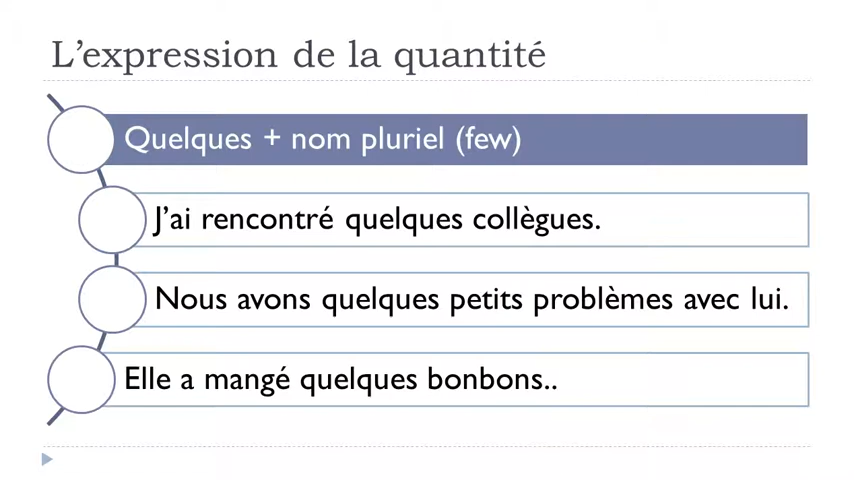 L’expression de la quantité
Quelques + nom pluriel (few)
J’ai rencontré quelques collègues.
Nous avons quelques petits problèmes avec lui.
Elle a mangé quelques bonbons..